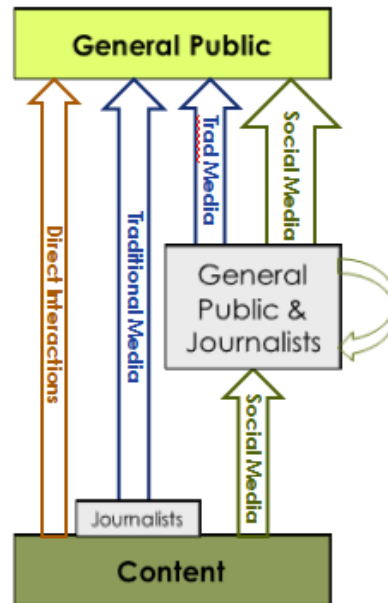 General Public
Direct Interactions
Traditional Media
Trad Media
Social Media
General
Public &
Journalists
Social Media
Journalists
Content